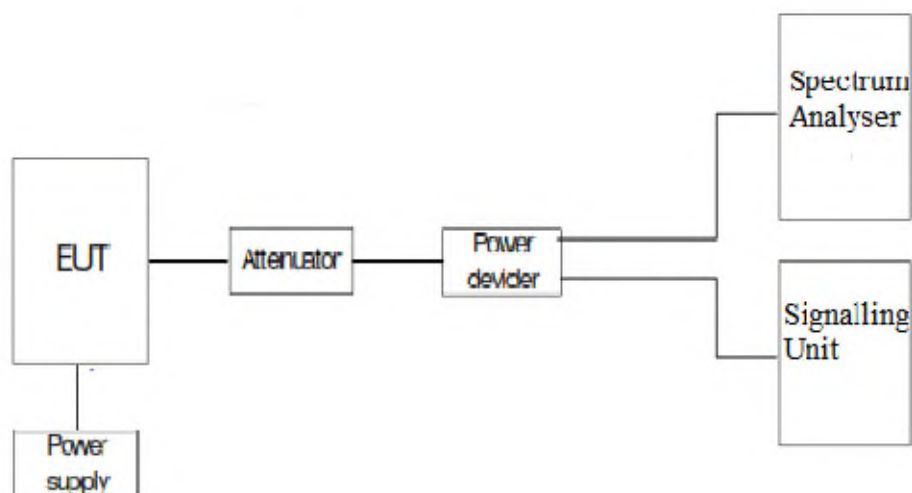 Spectrum
Analyser
EUT
Attenuator
Power
devider
Signalling
Unit
Power
supply